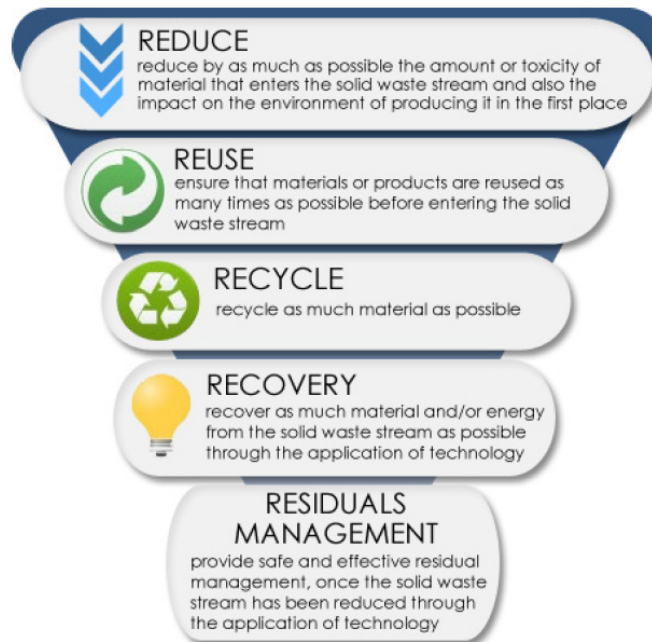 REDUCE
reduce by as much as possible the amount or toxicity of
material that enters the solid waste stream and also the
impact on the environment of producing it in the first place
REUSE
ensure that materials or products are reused as
many times as possible before entering the solid
waste stream
RECYCLE
recycle as much material as possible
RECOVERY
recover as much material and/or energy
from the solid waste stream as possible
through the application of technology
RESIDUALS
MANAGEMENT
provide safe and effective residual
management, once the solid waste
stream has been reduced through
the application of technology